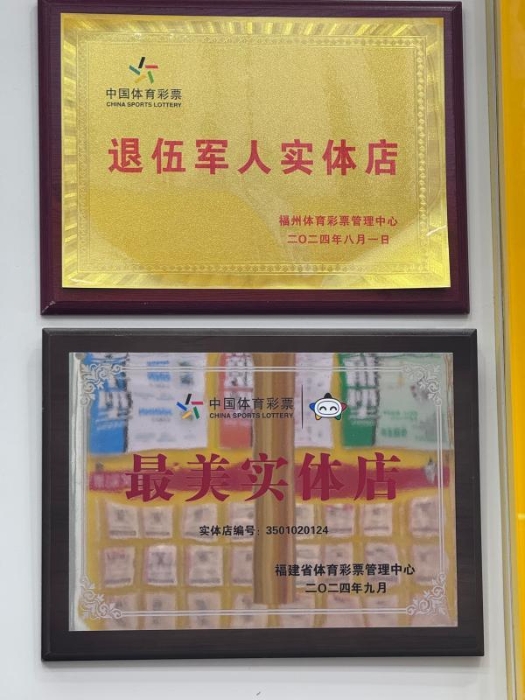 中国体育彩票
CHINA SPORTS LOTTERY
退伍军人实体店
福州体育彩票管理中心
二〇二四年八月一日
中国体育彩票
CHINA SPORTS LOTTERY
最美实体店
实体店编号：3501020124
福建省体育彩票管理中心
二〇二四年九月